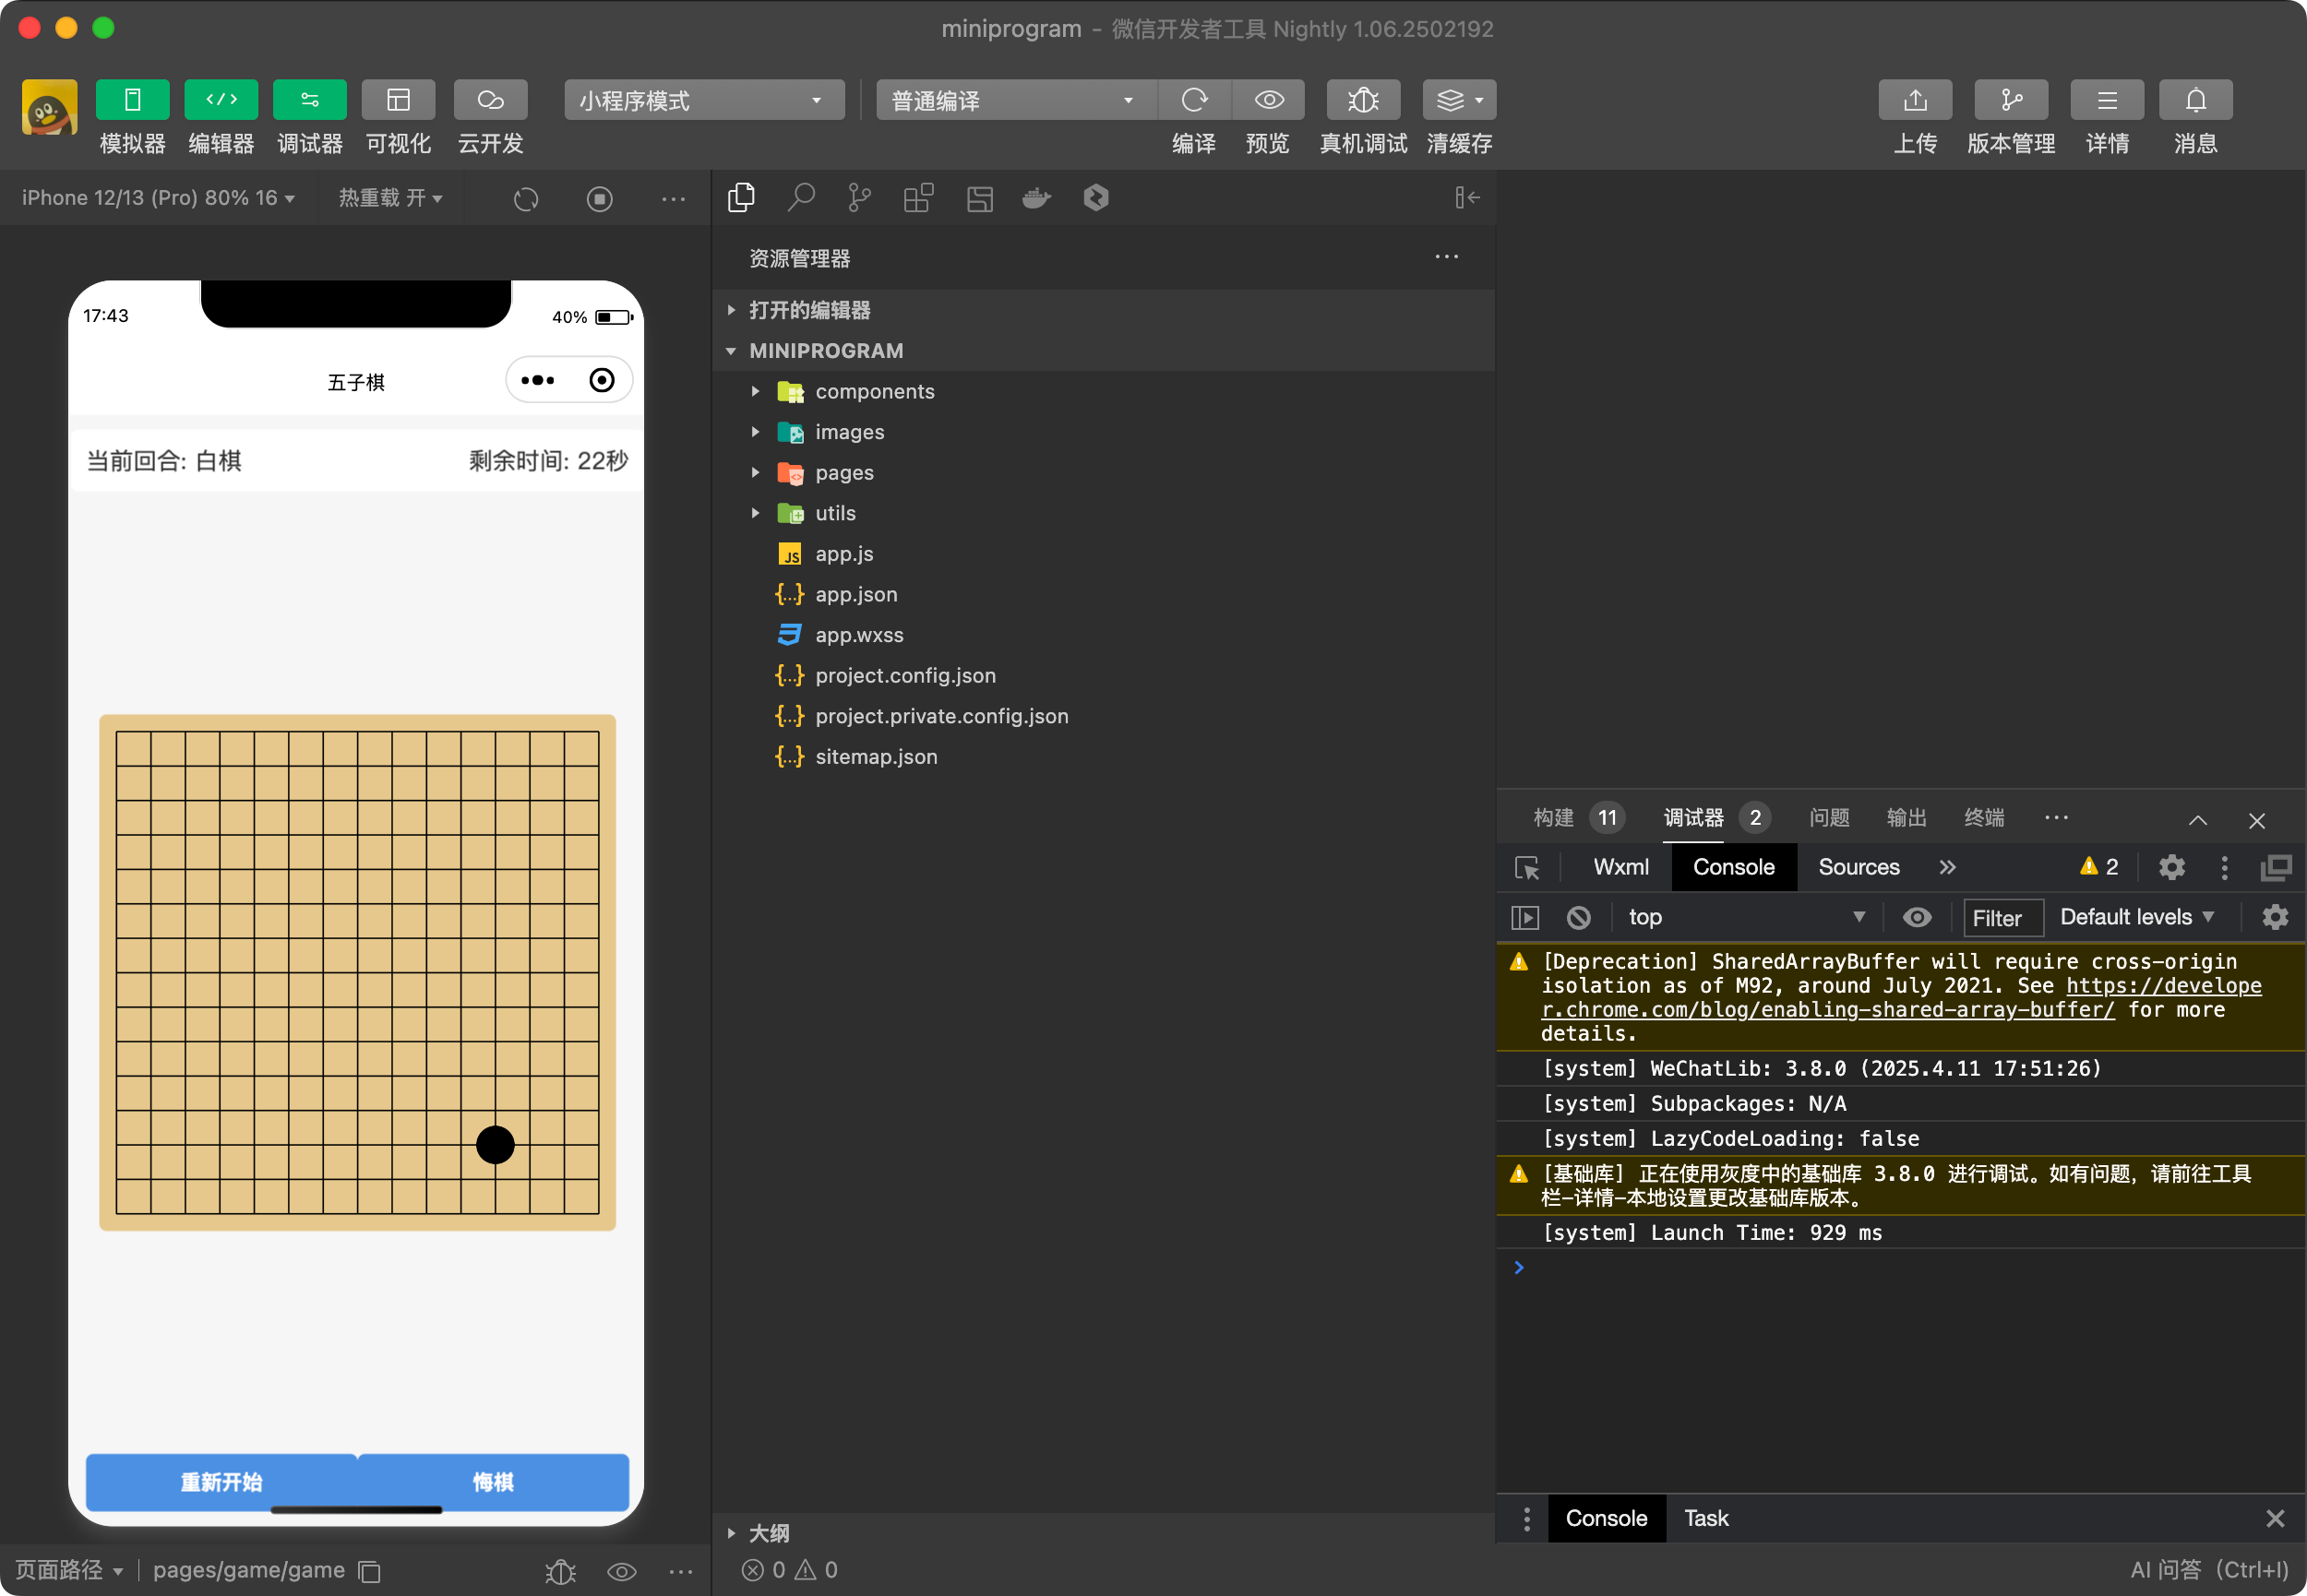 miniprogram - 微信开发者工具 Nightly 1.06.2502192
小程序模式
普通编译
模拟器 编辑器 调试器 可视化 云开发
编译 预览 真机调试 清缓存
上传 版本管理 详情 消息
iPhone 12/13 (Pro) 80% 16
热重载 开
17:43
40%
五子棋
当前回合: 白棋
剩余时间: 22秒
重新开始
悔棋
页面路径
pages/game/game
资源管理器
打开的编辑器
MINIPROGRAM
components
images
pages
utils
JS app.js
{...} app.json
app.wxss
{...} project.config.json
{...} project.private.config.json
{...} sitemap.json
大纲
0 0
构建 11 调试器 2 问题 输出 终端
Wxml Console Sources 2
top Filter Default levels
[Deprecation] SharedArrayBuffer will require cross-origin
isolation as of M92, around July 2021. See https://develope
r.chrome.com/blog/enabling-shared-array-buffer/ for more
details.
[system] WeChatLib: 3.8.0 (2025.4.11 17:51:26)
[system] Subpackages: N/A
[system] LazyCodeLoading: false
[基础库] 正在使用灰度中的基础库 3.8.0 进行调试。如有问题，请前往工具
栏-详情-本地设置更改基础库版本。
[system] Launch Time: 929 ms
Console Task
AI 问答（Ctrl+I)